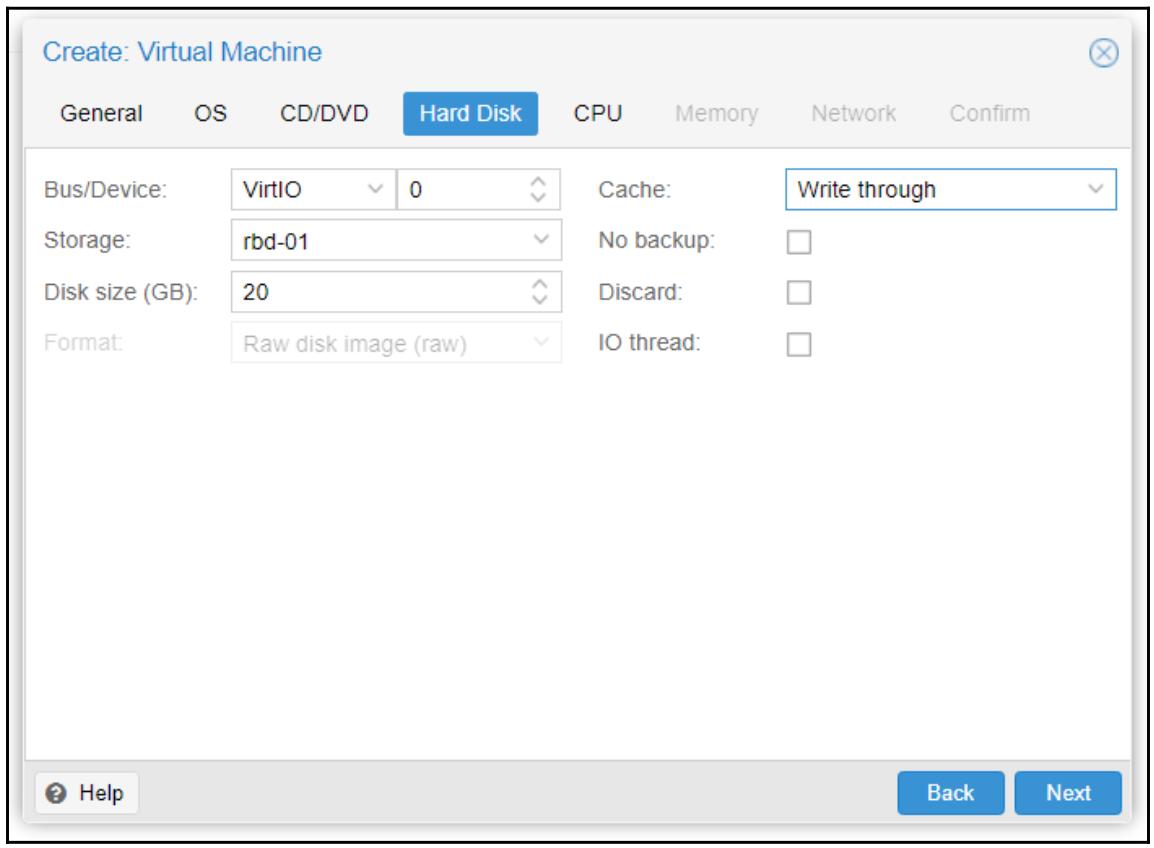 Create: Virtual Machine
General OS CD/DVD Hard Disk CPU Memory Network Confirm
Bus/Device: VirtIO 0 Cache: Write through
Storage: rbd-01 No backup:
Disk size (GB): 20 Discard:
Format: Raw disk image (raw) IO thread:
Help Back Next